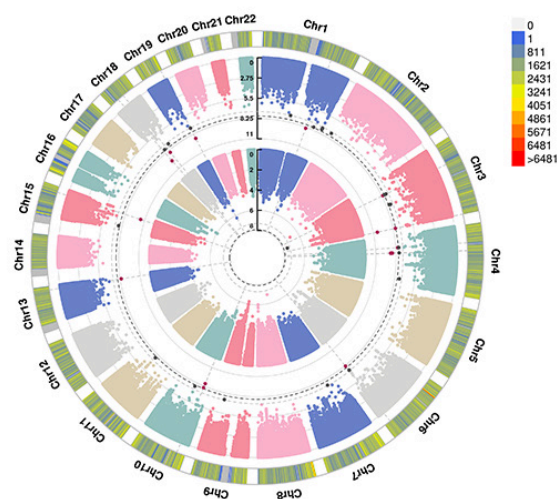 Chr1
Chr2
Chr3
Chr4
Chr5
Chr6
Chr7
Chr8
Chr9
Chr10
Chr11
Chr12
Chr13
Chr14
Chr15
Chr16
Chr17
Chr18
Chr19
Chr20
Chr21
Chr22
0
2.75
5.5
8.25
11
0
2
4
6
8
0
1
811
1621
2431
3241
4051
4861
5671
6481
>6481